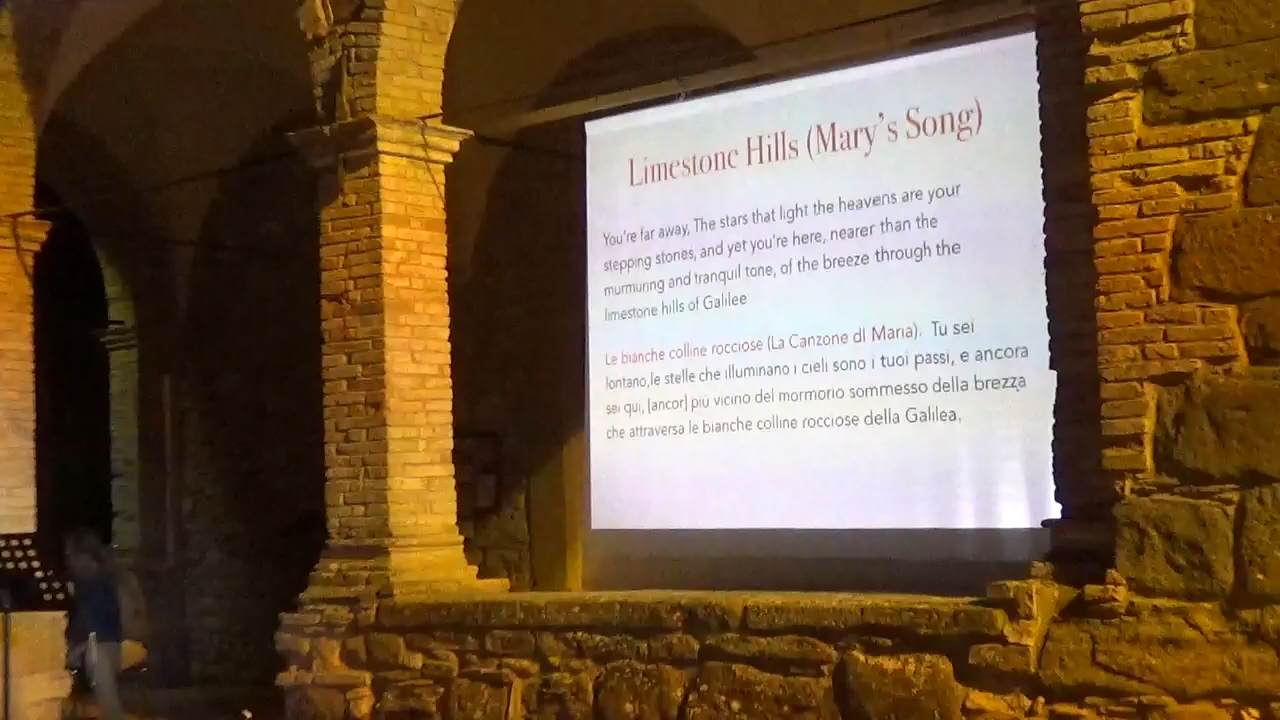 Limestone Hills (Mary's Song)
You're far away, The stars that light the heavens are your
stepping stones, and yet you're here, nearer than the
murmuring and tranquil tone, of the breeze through the
limestone hills of Galilee
Le bianche colline rocciose (La Canzone dI Maria). Tu sei
lontano,le stelle che illuminano i cieli sono i tuoi passi, e ancora
sei qui, [ancor] più vicino del mormorio sommesso della brezza
che attraversa le bianche colline rocciose della Galilea.